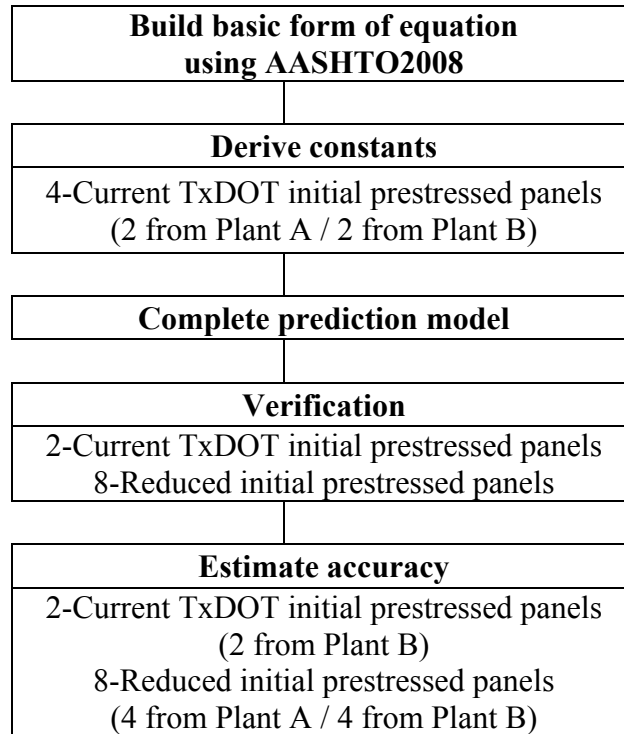 Build basic form of equation
using AASHTO2008
Derive constants
4-Current TxDOT initial prestressed panels
(2 from Plant A / 2 from Plant B)
Complete prediction model
Verification
2-Current TxDOT initial prestressed panels
8-Reduced initial prestressed panels
Estimate accuracy
2-Current TxDOT initial prestressed panels
(2 from Plant B)
8-Reduced initial prestressed panels
(4 from Plant A / 4 from Plant B)